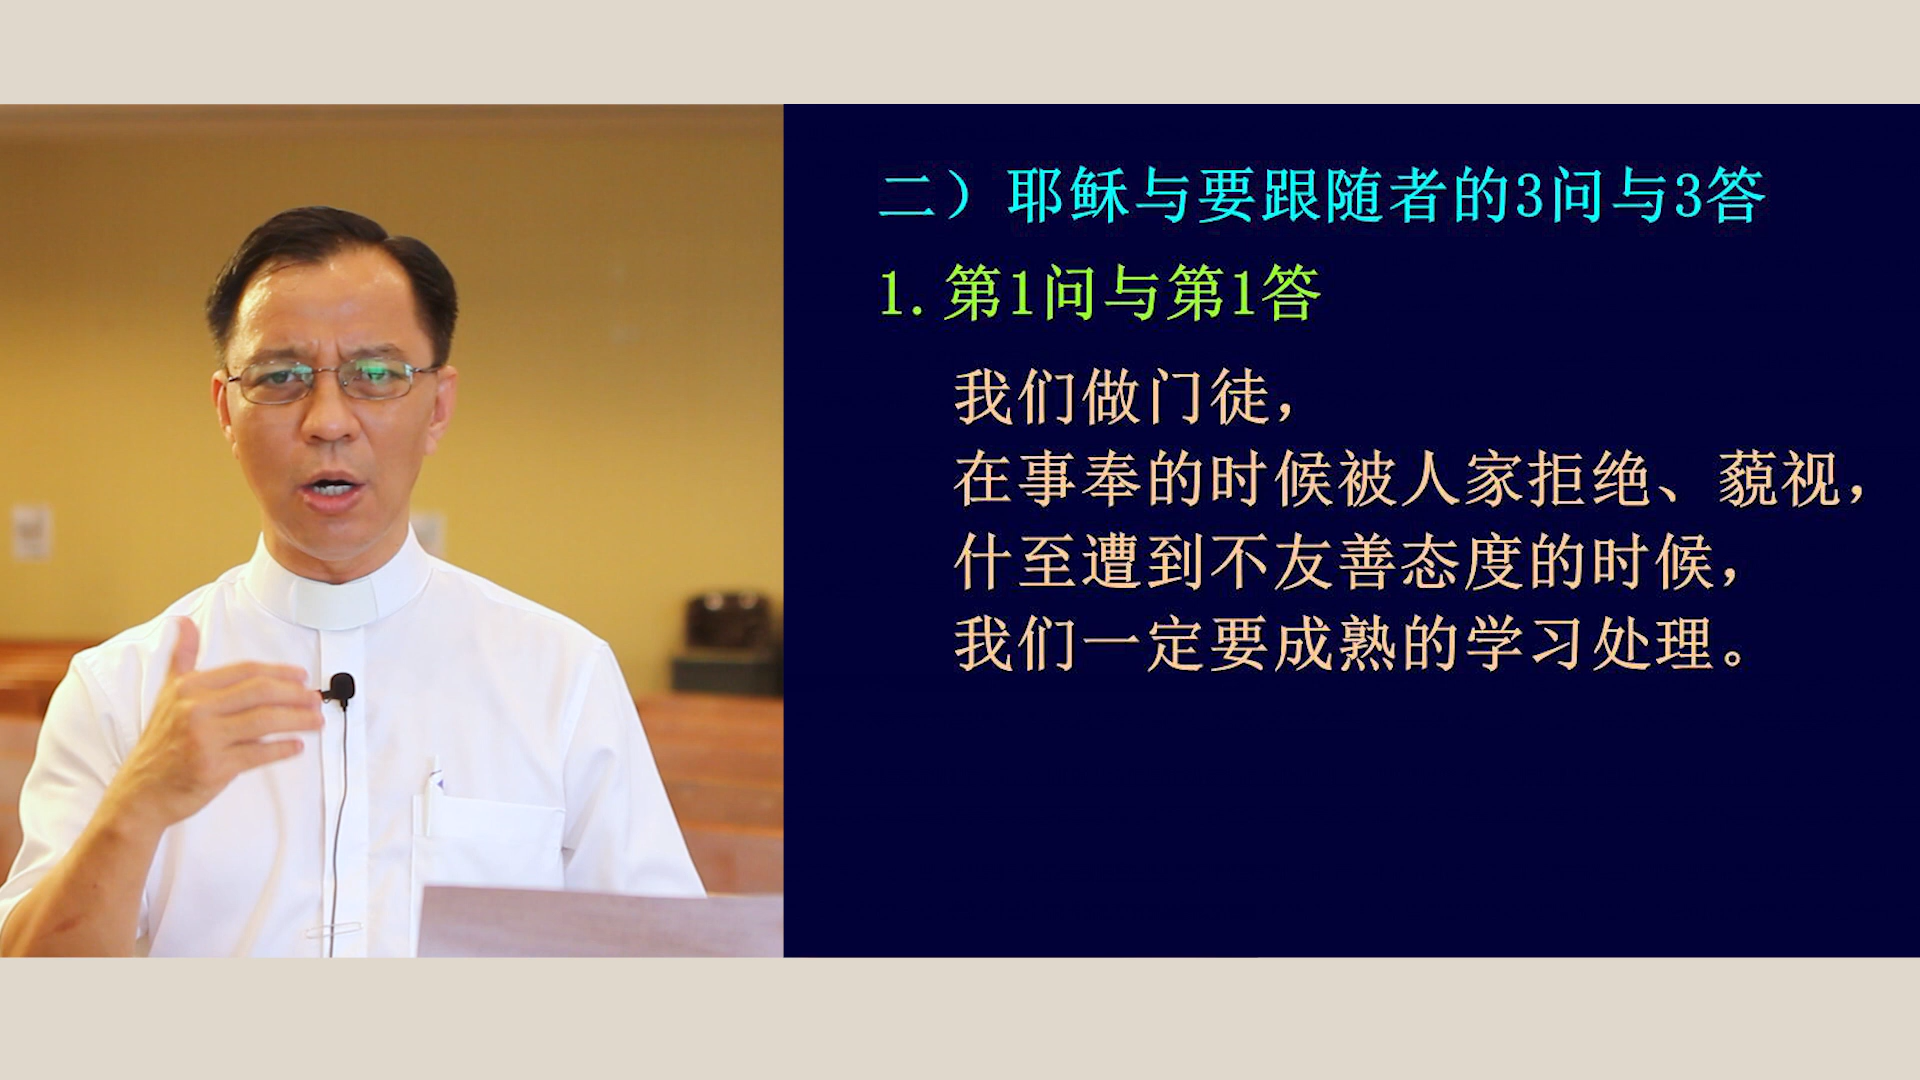 二）耶稣与要跟随者的3问与3答
1.第1问与第1答
我们做门徒，
在事奉的时候被人家拒绝、藐视，
什至遭到不友善态度的时候，
我们一定要成熟的学习处理。